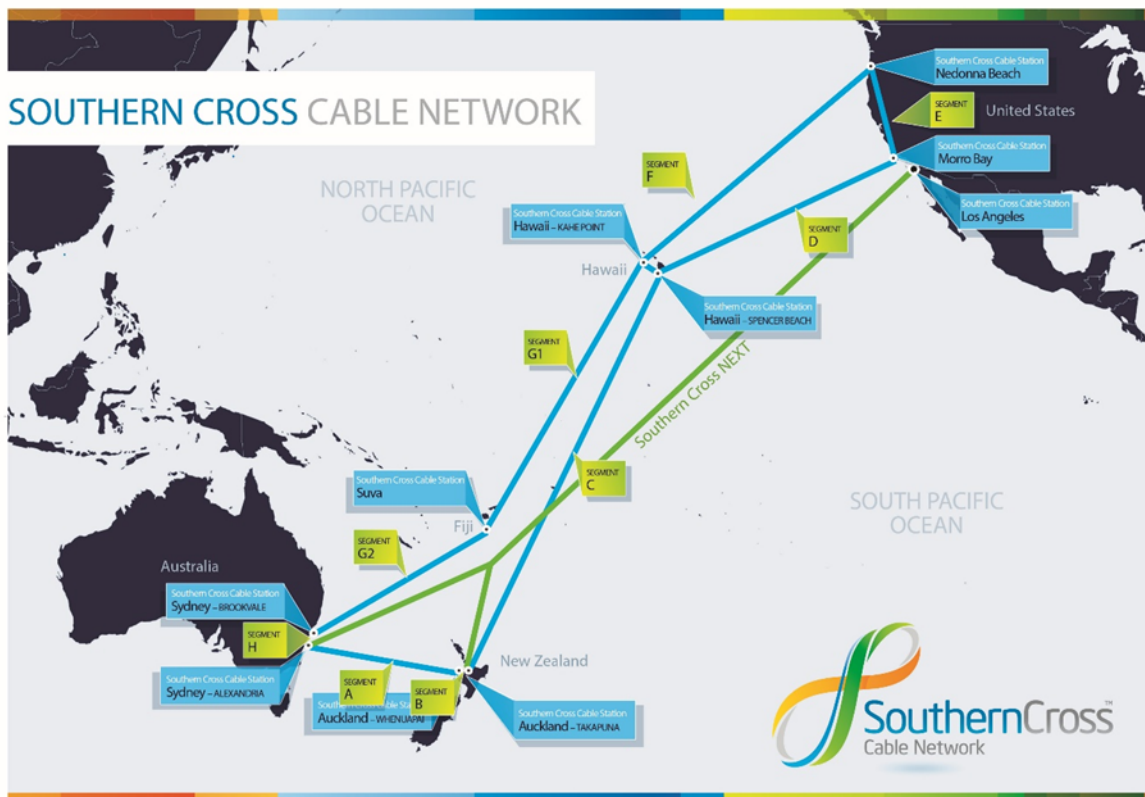 SOUTHERN CROSS CABLE NETWORK
Southern Cross Cable Station
Nedonna Beach
SEGMENT
E
United States
Southern Cross Cable Station
Morro Bay
SEGMENT
F
NORTH PACIFIC
OCEAN
Southern Cross Cable Station
Los Angeles
Southern Cross Cable Station
Hawaii – KAHE POINT
SEGMENT
D
Hawaii
Southern Cross Cable Station
Hawaii – SPENCER BEACH
SEGMENT
G1
Southern Cross NEXT
SEGMENT
C
Southern Cross Cable Station
Suva
Fiji
SOUTH PACIFIC
OCEAN
SEGMENT
G2
Australia
Southern Cross Cable Station
Sydney – BROOKVALE
SEGMENT
H
Southern Cross Cable Station
Sydney – ALEXANDRIA
New Zealand
SEGMENT
A
SEGMENT
B
Auckland – WHENUAPAI
Southern Cross Cable Station
Auckland – TAKAPUNA
SouthernCross™
Cable Network